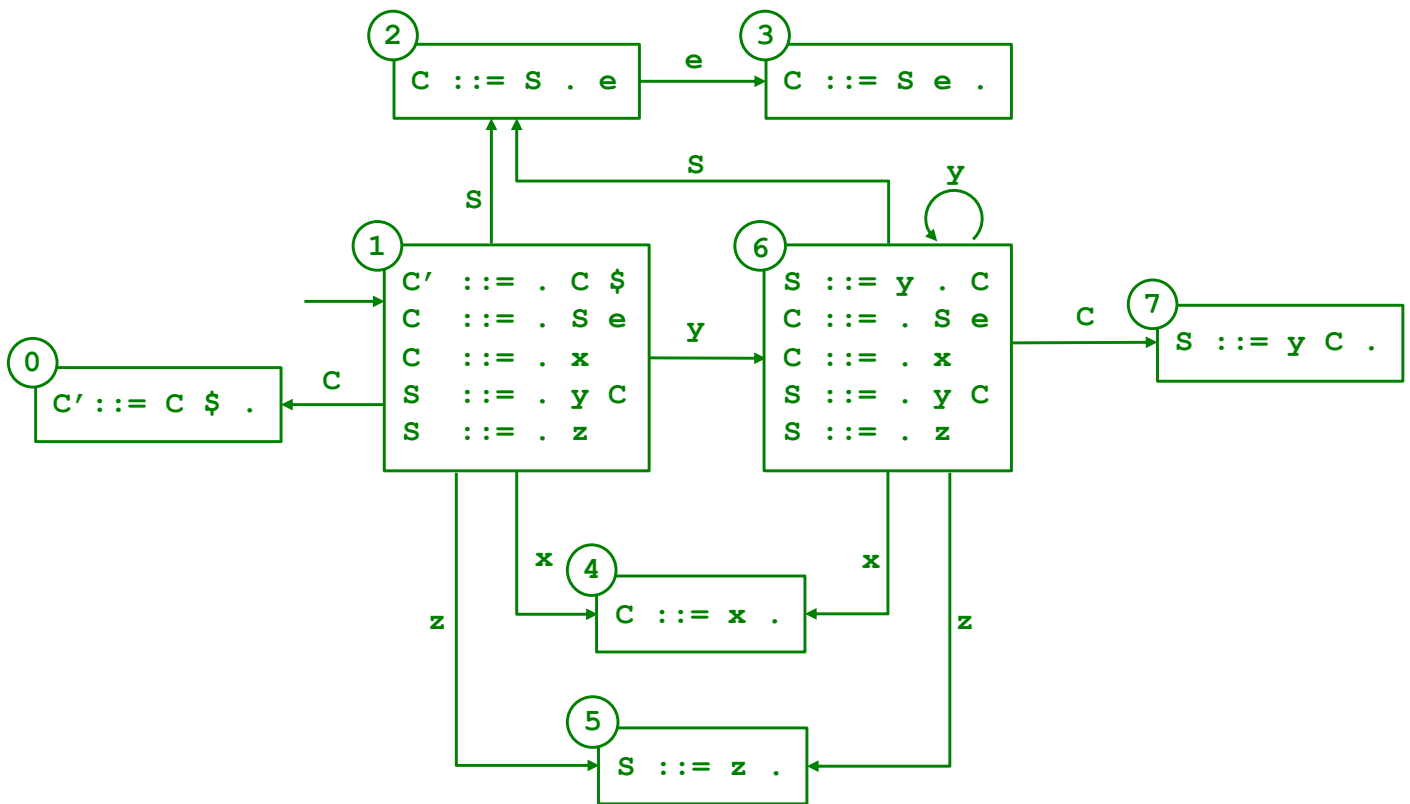 2
C ::= S . e
e
3
C ::= S e .
S
S
y
1
C’ ::= . C $
C ::= . S e
C ::= . x
S ::= . y C
S ::= . z
y
6
S ::= y . C
C ::= . S e
C ::= . x
S ::= . y C
S ::= . z
C
7
S ::= y C .
0
C’::= C $ .
C
x
4
C ::= x .
x
z
z
5
S ::= z .